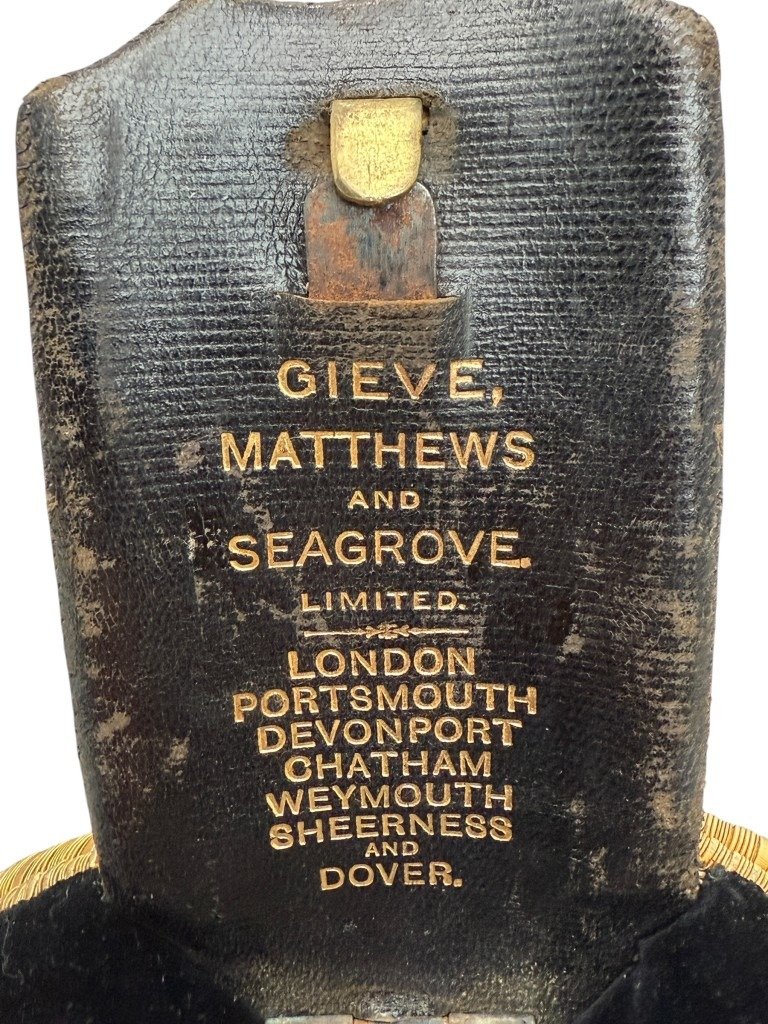 GIEVE,
MATTHEWS
AND
SEAGROVE.
LIMITED.
LONDON
PORTSMOUTH
DEVONPORT
CHATHAM
WEYMOUTH
SHEERNESS
AND
DOVER.